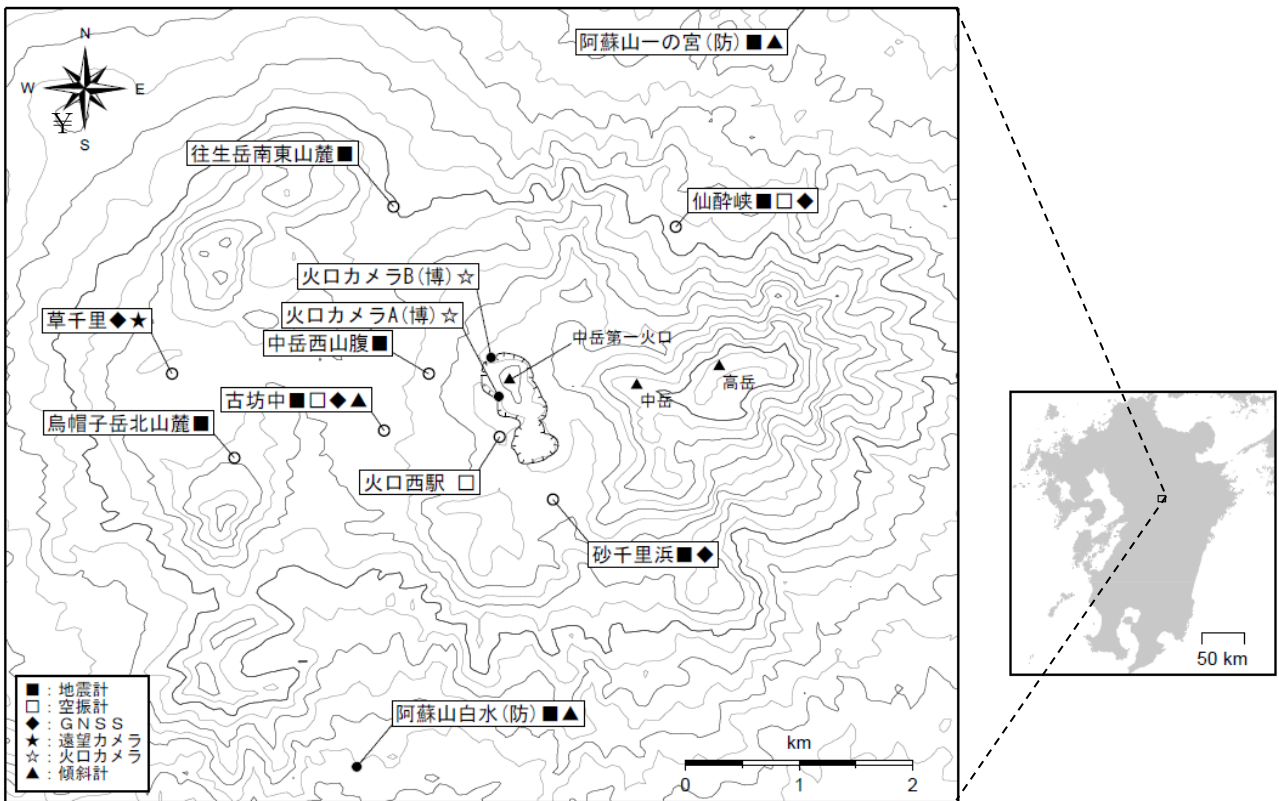 阿蘇山一の宮(防)■▲
N
W
E
¥
S
往生岳南東山麓■
仙酔峡■□◆
火口カメラB(博)☆
火口カメラA(博)☆
草千里◆★
中岳西山腹■
中岳第一火口
高岳
中岳
古坊中■□◆▲
烏帽子岳北山麓■
火口西駅 □
砂千里浜■◆
50 km
■：地震計
□：空振計
◆：GNSS
★：遠望カメラ
☆：火口カメラ
▲：傾斜計
阿蘇山白水(防)■▲
km
0 1 2